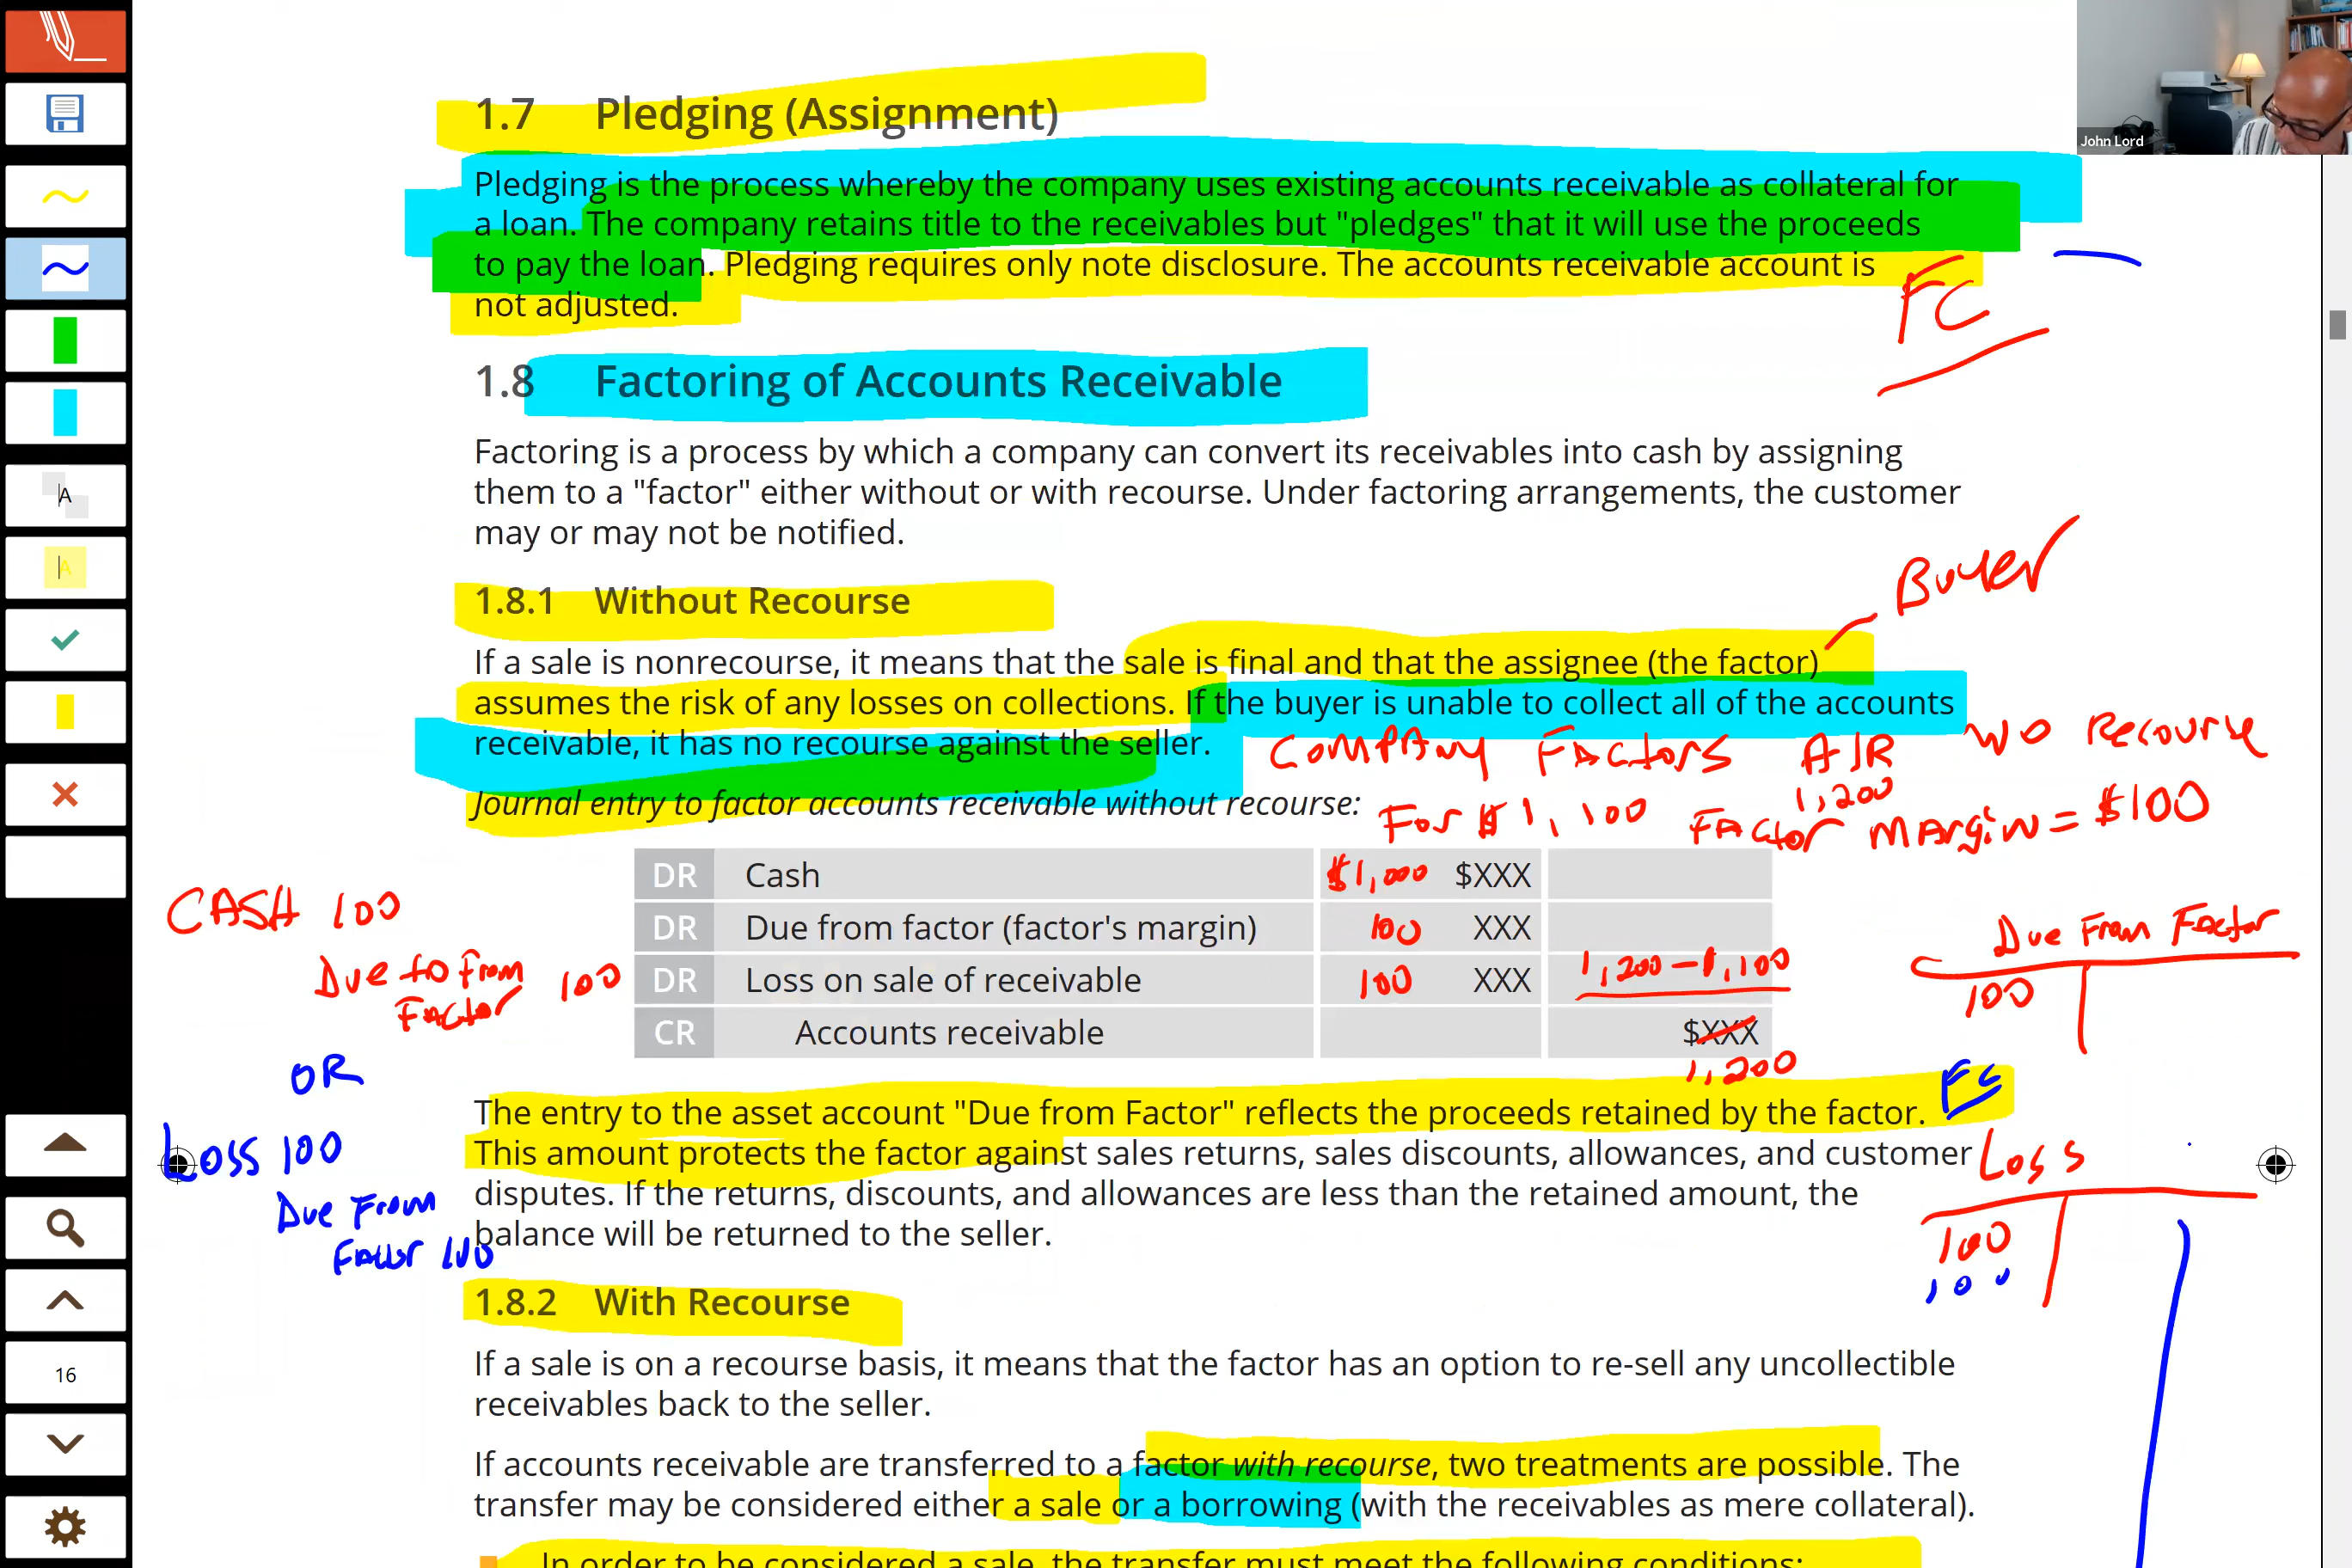 John Lord
1.7 Pledging (Assignment)
Pledging is the process whereby the company uses existing accounts receivable as collateral for
a loan. The company retains title to the receivables but "pledges" that it will use the proceeds
to pay the loan. Pledging requires only note disclosure. The accounts receivable account is
not adjusted.
FC
1.8 Factoring of Accounts Receivable
Factoring is a process by which a company can convert its receivables into cash by assigning
them to a "factor" either without or with recourse. Under factoring arrangements, the customer
may or may not be notified.
Buyer
1.8.1 Without Recourse
If a sale is nonrecourse, it means that the sale is final and that the assignee (the factor)
assumes the risk of any losses on collections. If the buyer is unable to collect all of the accounts
receivable, it has no recourse against the seller.
Company Factors A/R WO Recourse
1,200
Journal entry to factor accounts receivable without recourse:
For $1,100 Factor Margin = $100
DR Cash $1,000 $XXX
DR Due from factor (factor's margin) 100 XXX
DR Loss on sale of receivable 100 XXX 1,200 - 1,100
CR Accounts receivable $XXX
1,200
CASH 100
Due to From
Factor 100
OR
Loss 100
Due From
Factor 100
Due From Factor
100
FC
The entry to the asset account "Due from Factor" reflects the proceeds retained by the factor.
This amount protects the factor against sales returns, sales discounts, allowances, and customer
disputes. If the returns, discounts, and allowances are less than the retained amount, the
balance will be returned to the seller.
Loss
100
100
1.8.2 With Recourse
If a sale is on a recourse basis, it means that the factor has an option to re-sell any uncollectible
receivables back to the seller.
If accounts receivable are transferred to a factor with recourse, two treatments are possible. The
transfer may be considered either a sale or a borrowing (with the receivables as mere collateral).
In order to be considered a sale, the transfer must meet the following conditions:
A
A
16